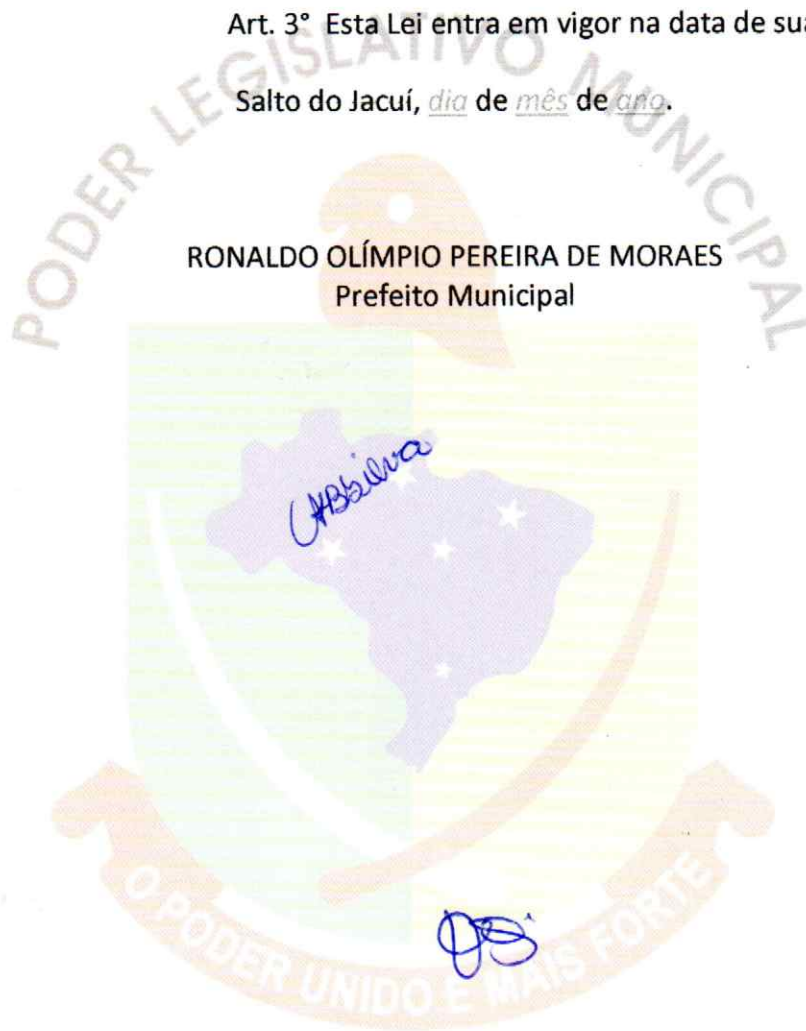 Art. 3° Esta Lei entra em vigor na data de sua
Salto do Jacuí, dia de mês de ano.
PODER LEGISLATIVO MUNICIPAL
RONALDO OLÍMPIO PEREIRA DE MORAES
Prefeito Municipal
O PODER UNIDO E MAIS FORTE